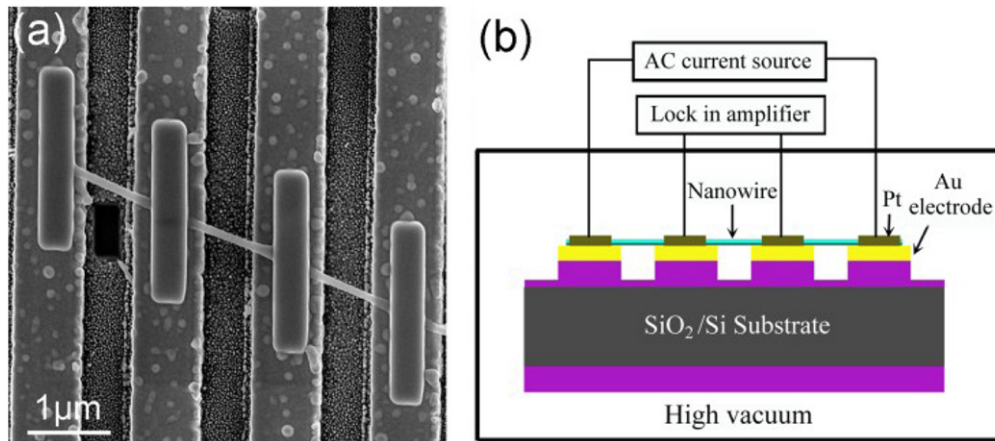 (a)
1μm
(b)
AC current source
Lock in amplifier
Nanowire
Pt
Au
electrode
SiO₂/Si Substrate
High vacuum